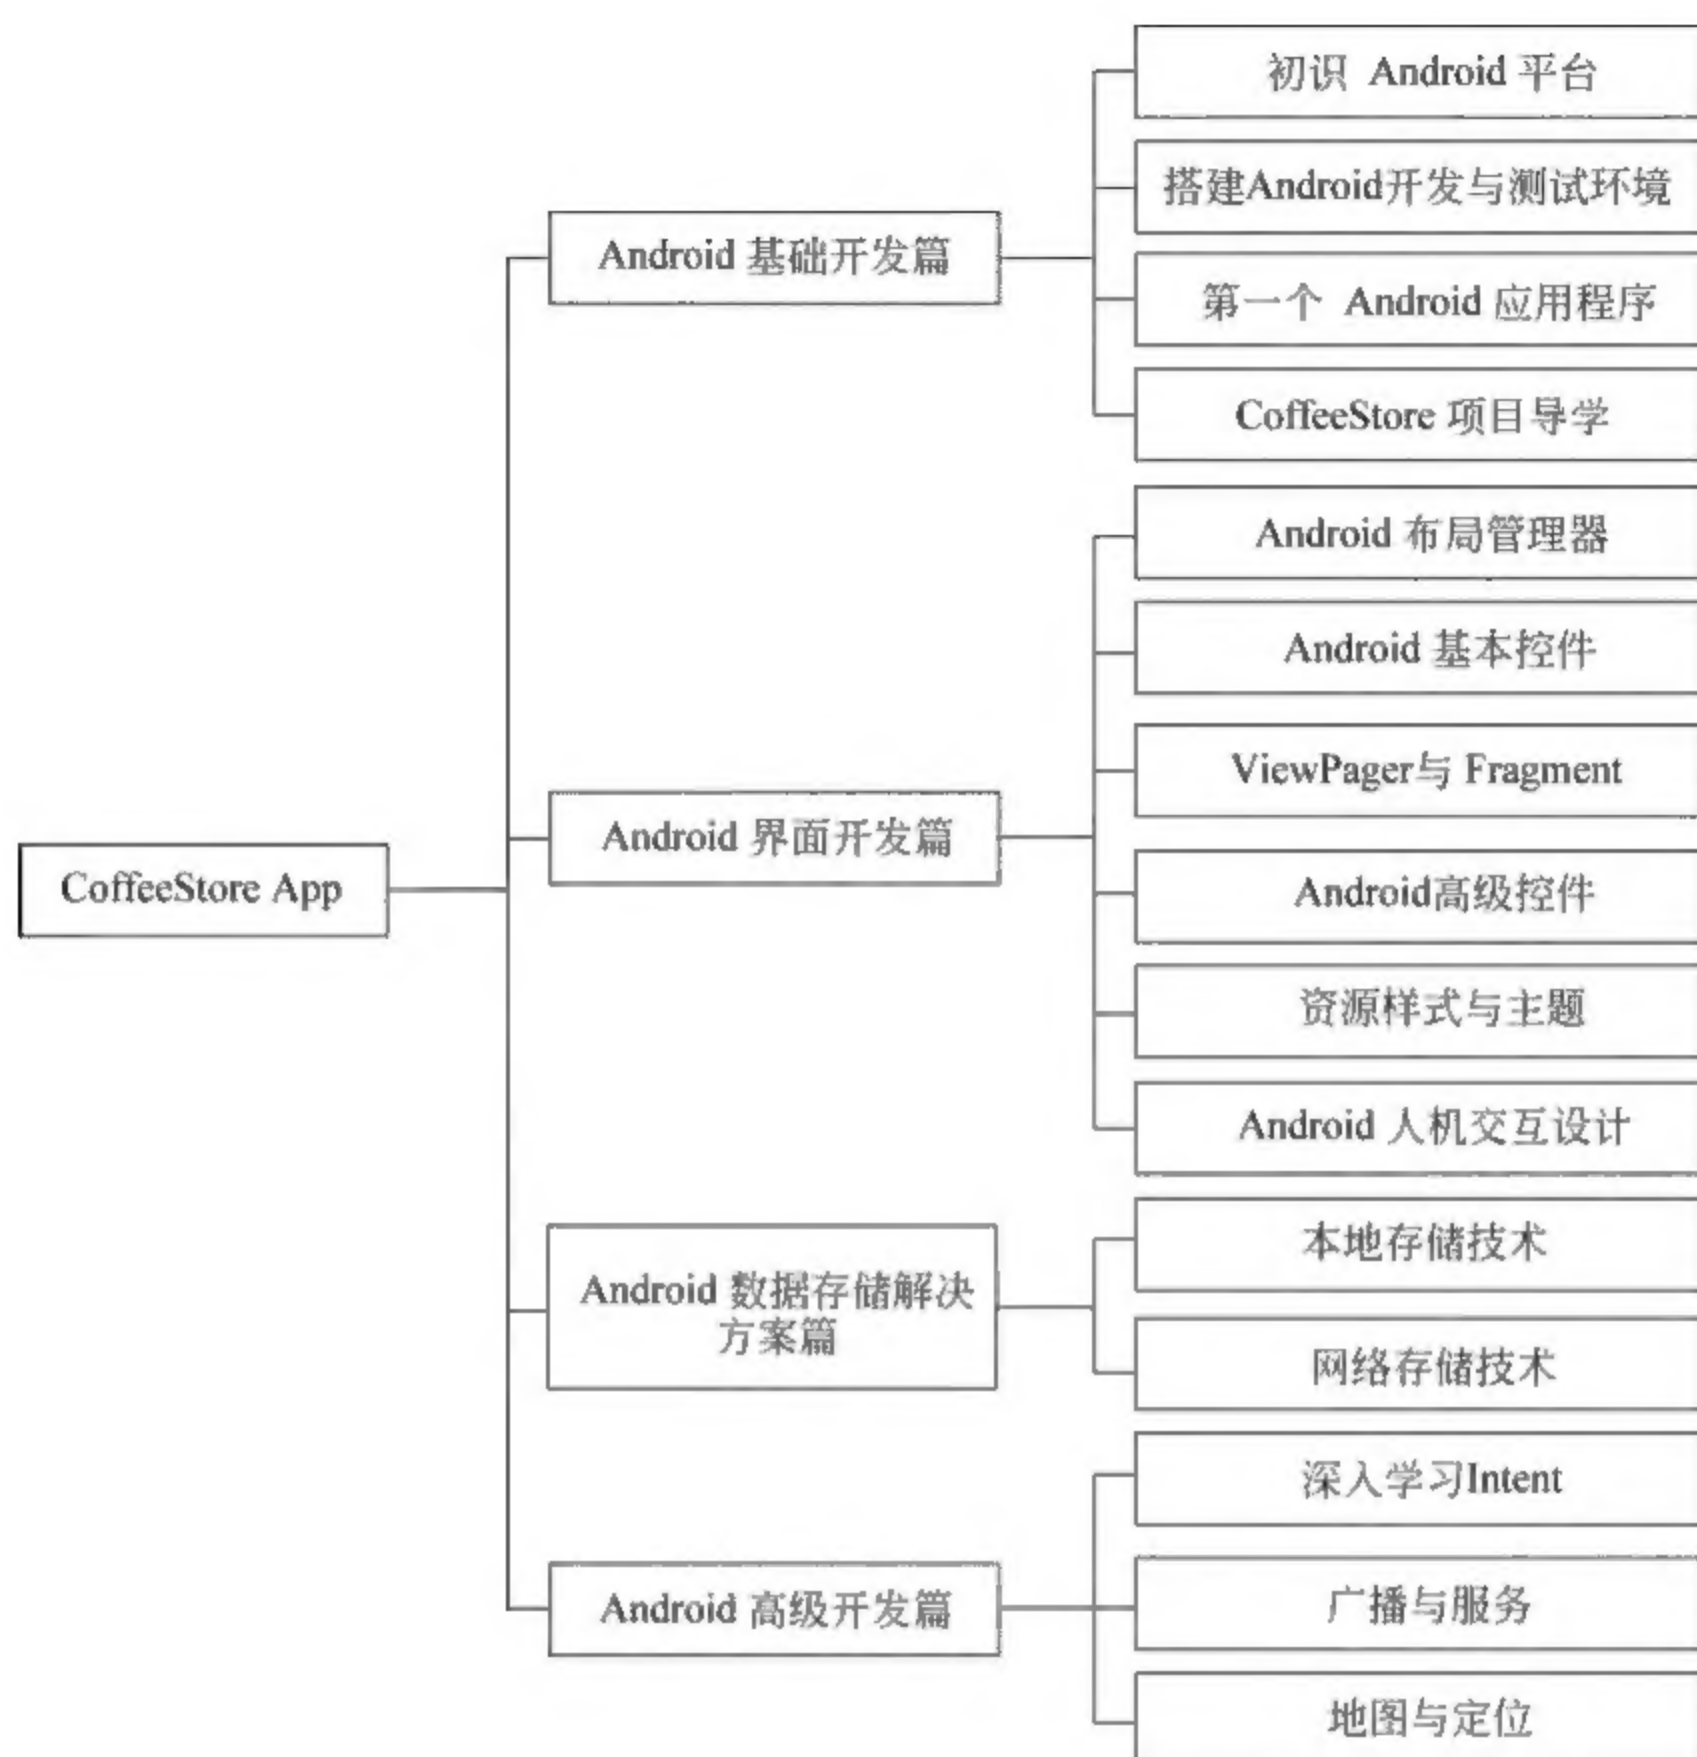 CoffeeStore App
Android 基础开发篇
初识 Android 平台
搭建Android开发与测试环境
第一个 Android 应用程序
CoffeeStore 项目导学
Android 界面开发篇
Android 布局管理器
Android 基本控件
ViewPager与 Fragment
Android高级控件
资源样式与主题
Android 人机交互设计
Android 数据存储解决
方案篇
本地存储技术
网络存储技术
Android 高级开发篇
深入学习Intent
广播与服务
地图与定位